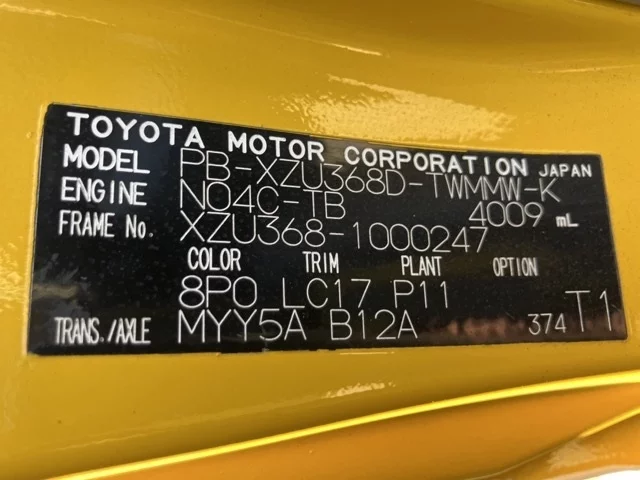 TOYOTA MOTOR CORPORATION JAPAN
MODEL PB-XZU368D-TWMMW-K
ENGINE N04C-TB 4009 mL
FRAME No. XZU368-1000247
COLOR TRIM PLANT OPTION
8P0 LC17 P11
TRANS./AXLE MYY5A B12A 374 T1